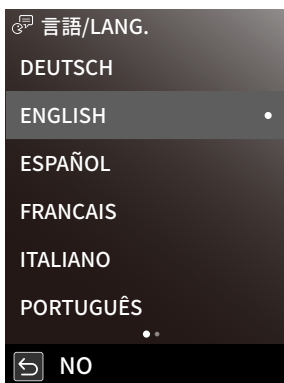 言語/LANG.
DEUTSCH
ENGLISH
ESPAÑOL
FRANCAIS
ITALIANO
PORTUGUÊS
NO